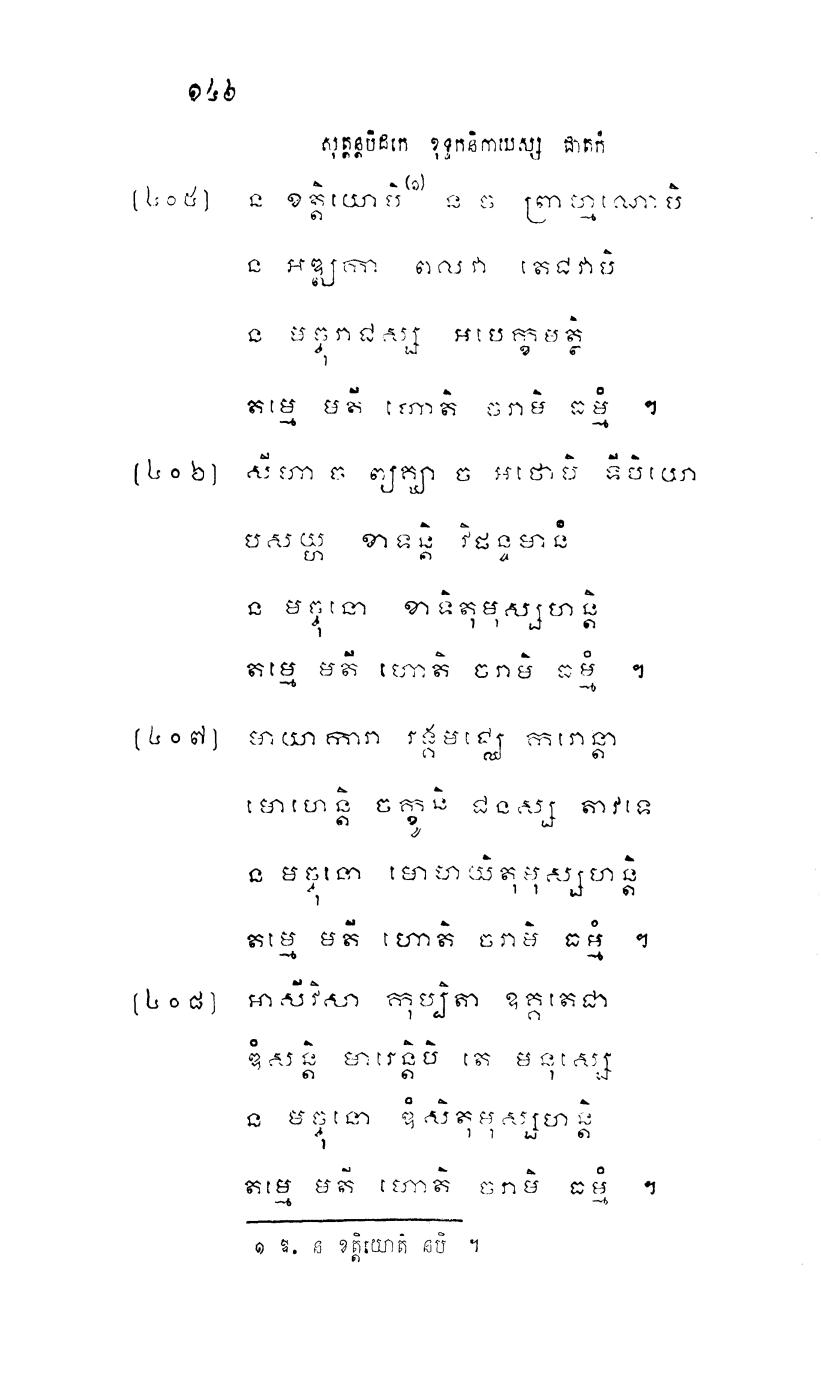 ១៤៦
សុត្តន្តបិដកេ ខុទ្ទកនិកាយស្ស ជាតកំ
[៤០៥] ន ខត្តិយោបិ(១) ន ច ព្រាហ្មណោបិ
ន អឌ្ឍកា ពលវា តេជវាបិ
ន មច្ចុរាជស្ស អបេក្ខមត្ថិ
តម្មេ មតី ហោតិ ចរាមិ ធម្មំ ។
[៤០៦] សីហា ច ព្យគ្ឃា ច អថោបិ ទីបិយោ
បសយ្ហ ខាទន្តិ វិផន្ទមានំ
ន មច្ចុនោ ខាទិតុមុស្សហន្តិ
តម្មេ មតី ហោតិ ចរាមិ ធម្មំ ។
[៤០៧] មាយាការា រង្គមជ្ឈេ ករោន្តា
មោហេន្តិ ចក្ខូនិ ជនស្ស តាវទេ
ន មច្ចុនោ មោហយិតុមុស្សហន្តិ
តម្មេ មតី ហោតិ ចរាមិ ធម្មំ ។
[៤០៨] អាសីវិសា កុប្បិតា ឧគ្គតេជា
ឌំសន្តិ មារេន្តិបិ តេ មនុស្សេ
ន មច្ចុនោ ឌំសិតុមុស្សហន្តិ
តម្មេ មតី ហោតិ ចរាមិ ធម្មំ ។
១ ឱ. ន ខត្តិយោតិ នបិ ។